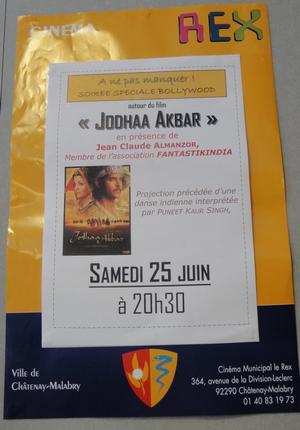 CINEMA REX
A ne pas manquer !
SOIREE SPECIALE BOLLYWOOD
autour du film
« JODHAA AKBAR »
en présence de
Jean Claude ALMANZOR,
Membre de l'association FANTASTIKINDIA
Projection précédée d'une
danse indienne interprétée
par PUNEET KAUR SINGH,
Jodhaa Akbar
SAMEDI 25 JUIN
à 20h30
Ville de
Châtenay-Malabry
Cinéma Municipal le Rex
364, avenue de la Division-Leclerc
92290 Châtenay-Malabry
01 40 83 19 73